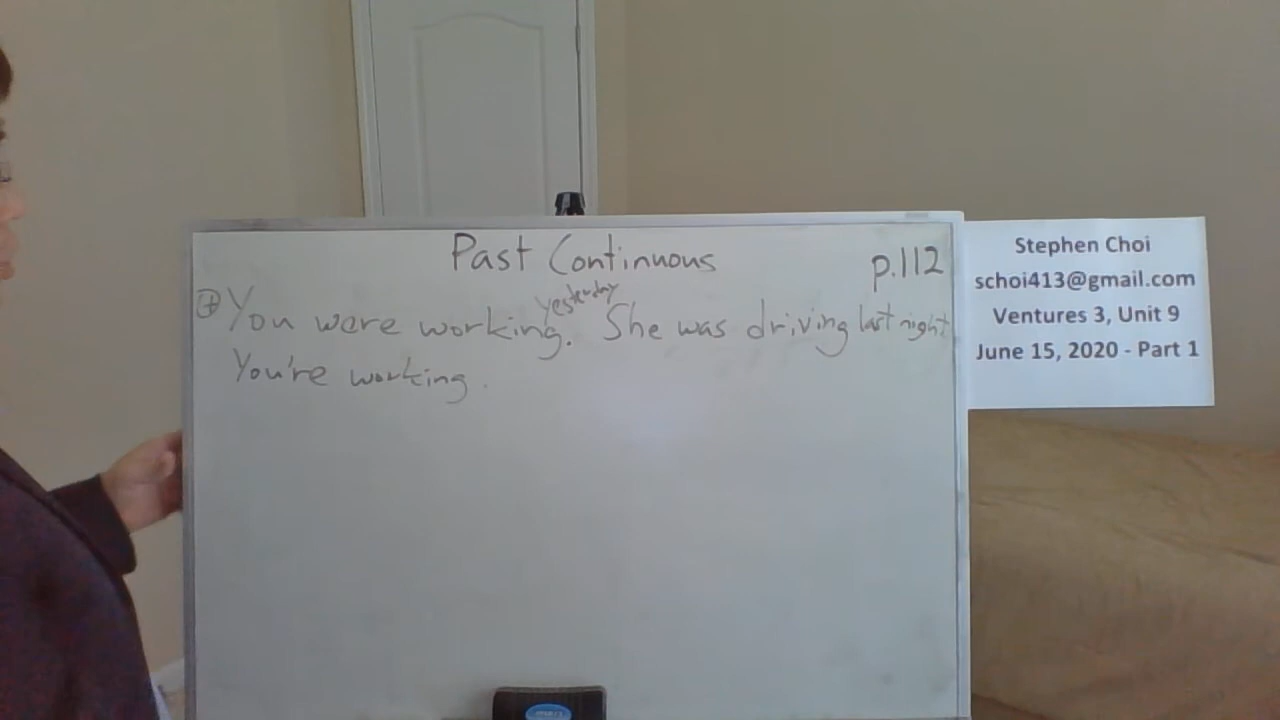 Past Continuous
p.112
yesterday
⊕ You were working. She was driving last night
You're working.
Stephen Choi
schoi413@gmail.com
Ventures 3, Unit 9
June 15, 2020 - Part 1